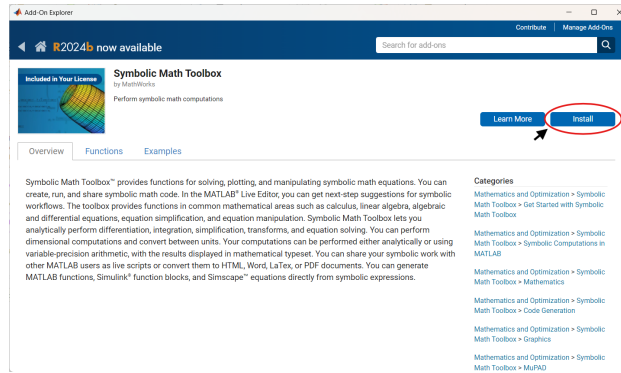 Add-On Explorer
Contribute
Manage Add-Ons
R2024b now available
Search for add-ons
Included in Your License
Symbolic Math Toolbox
by MathWorks
Perform symbolic math computations
Learn More
Install
Overview
Functions
Examples
Symbolic Math Toolbox™ provides functions for solving, plotting, and manipulating symbolic math equations. You can
create, run, and share symbolic math code. In the MATLAB® Live Editor, you can get next-step suggestions for symbolic
workflows. The toolbox provides functions in common mathematical areas such as calculus, linear algebra, algebraic
and differential equations, equation simplification, and equation manipulation. Symbolic Math Toolbox lets you
analytically perform differentiation, integration, simplification, transforms, and equation solving. You can perform
dimensional computations and convert between units. Your computations can be performed either analytically or using
variable-precision arithmetic, with the results displayed in mathematical typeset. You can share your symbolic work with
other MATLAB users as live scripts or convert them to HTML, Word, LaTex, or PDF documents. You can generate
MATLAB functions, Simulink® function blocks, and Simscape™ equations directly from symbolic expressions.
Categories
Mathematics and Optimization > Symbolic
Math Toolbox > Get Started with Symbolic
Math Toolbox
Mathematics and Optimization > Symbolic
Math Toolbox > Symbolic Computations in
MATLAB
Mathematics and Optimization > Symbolic
Math Toolbox > Mathematics
Mathematics and Optimization > Symbolic
Math Toolbox > Code Generation
Mathematics and Optimization > Symbolic
Math Toolbox > Graphics
Mathematics and Optimization > Symbolic
Math Toolbox > MuPAD